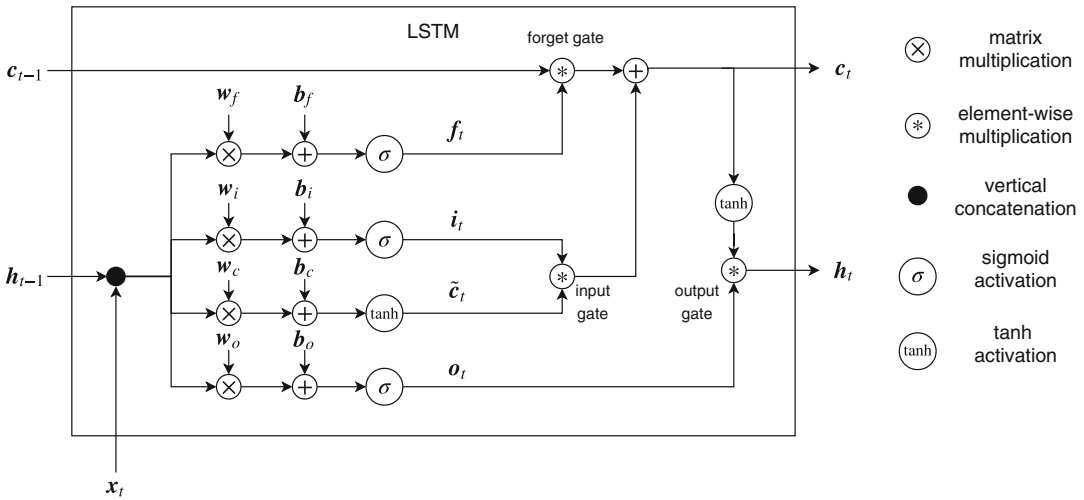 LSTM
forget gate
matrix
multiplication
c_{t-1}
c_t
w_f
b_f
f_t
element-wise
multiplication
σ
w_i
b_i
i_t
tanh
vertical
concatenation
σ
h_{t-1}
w_c
b_c
c̃_t
input
gate
output
gate
h_t
σ
sigmoid
activation
tanh
w_o
b_o
o_t
tanh
tanh
activation
σ
x_t